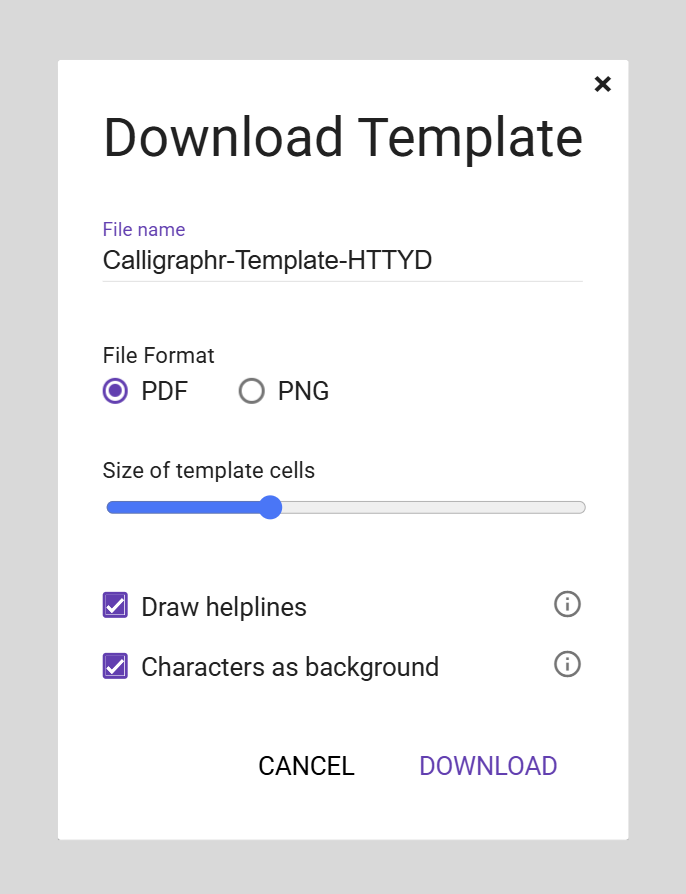 Download Template
File name
Calligraphr-Template-HTTYD
File Format
PDF PNG
Size of template cells
Draw helplines
Characters as background
CANCEL DOWNLOAD